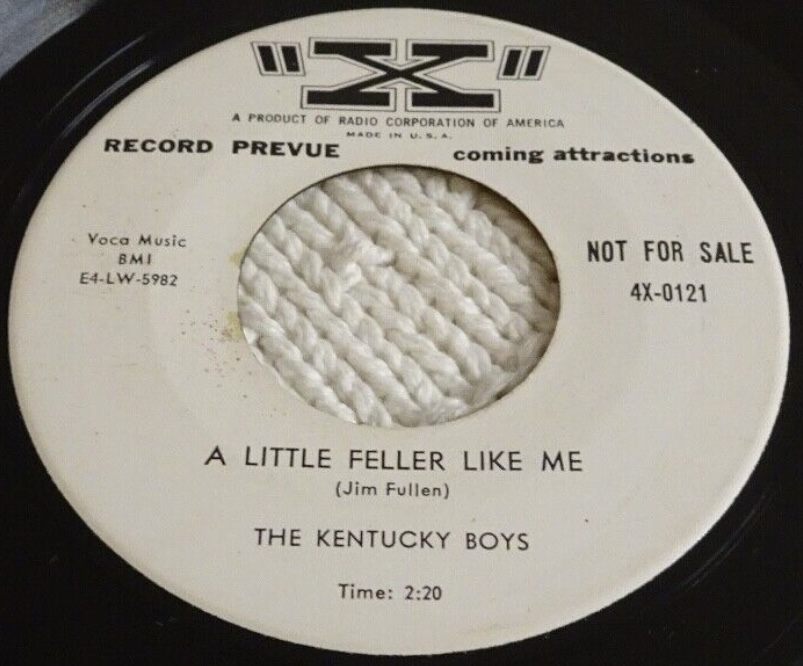 "X"
A PRODUCT OF RADIO CORPORATION OF AMERICA
MADE IN U.S.A.
RECORD PREVUE coming attractions
Voca Music
BMI
E4-LW-5982
NOT FOR SALE
4X-0121
A LITTLE FELLER LIKE ME
(Jim Fullen)
THE KENTUCKY BOYS
Time: 2:20